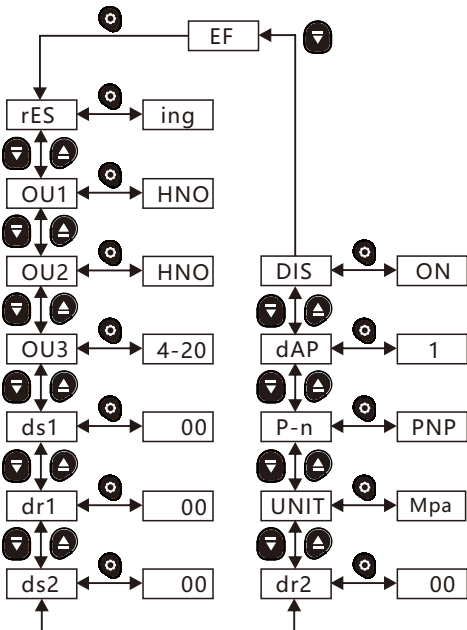 EF
rES ing
OU1 HNO
OU2 HNO
OU3 4-20
ds1 00
dr1 00
ds2 00
DIS ON
dAP 1
P-n PNP
UNIT Mpa
dr2 00